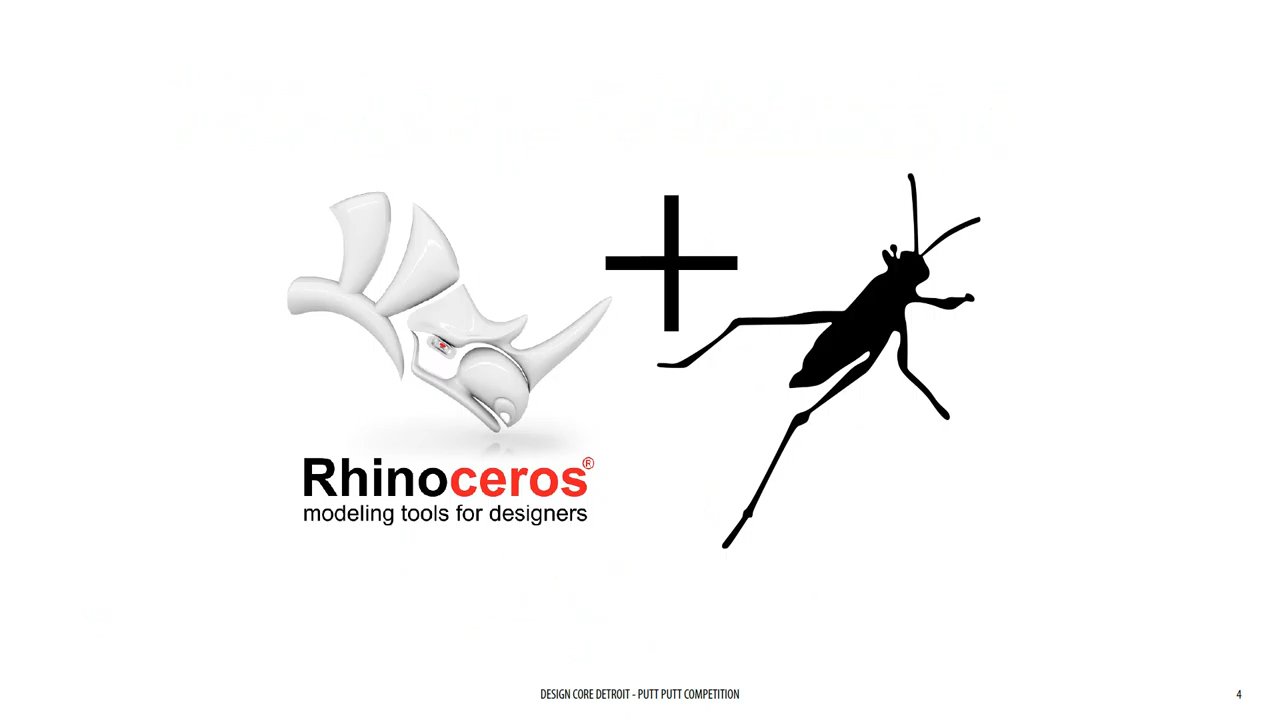 Rhinoceros®
modeling tools for designers
DESIGN CORE DETROIT - PUTT PUTT COMPETITION
4